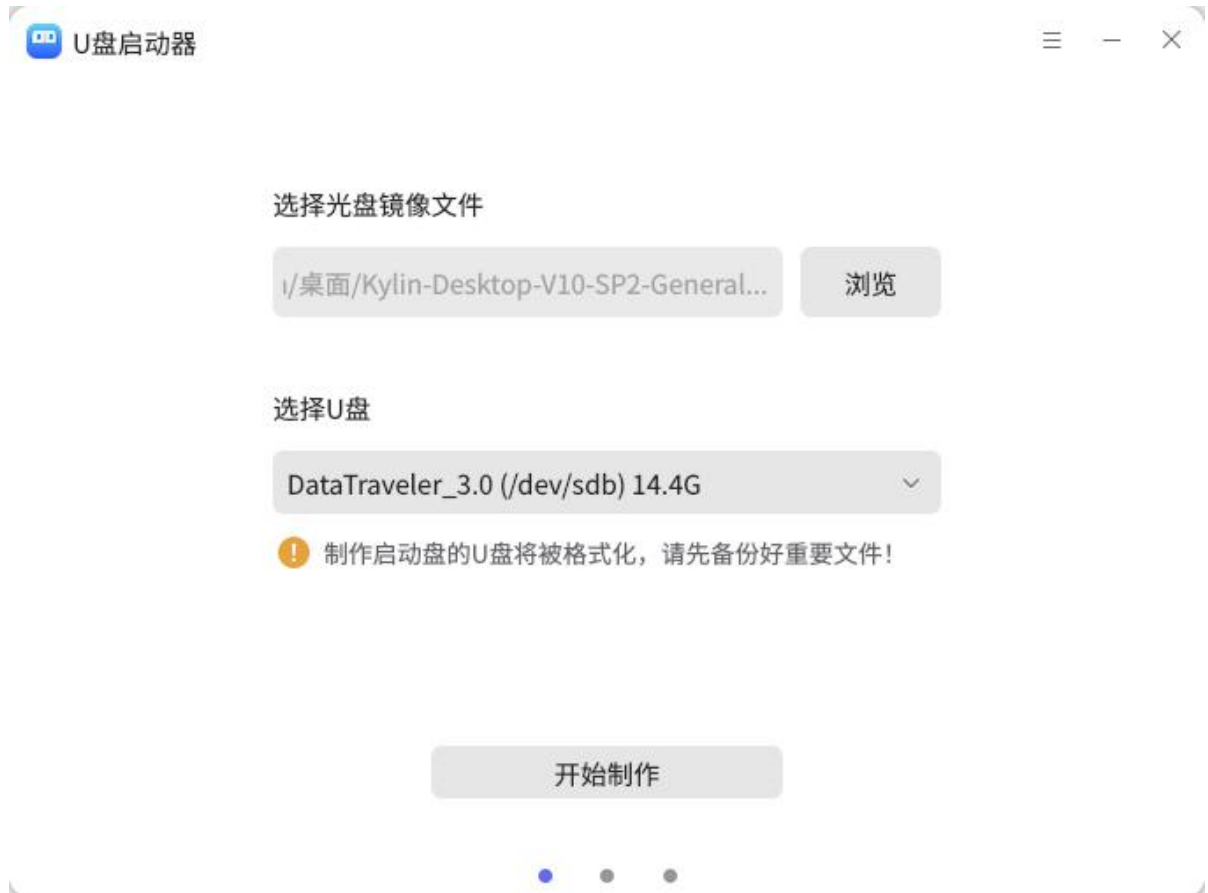 U盘启动器
选择光盘镜像文件
/桌面/Kylin-Desktop-V10-SP2-General...
浏览
选择U盘
DataTraveler_3.0 (/dev/sdb) 14.4G
制作启动盘的U盘将被格式化，请先备份好重要文件！
开始制作